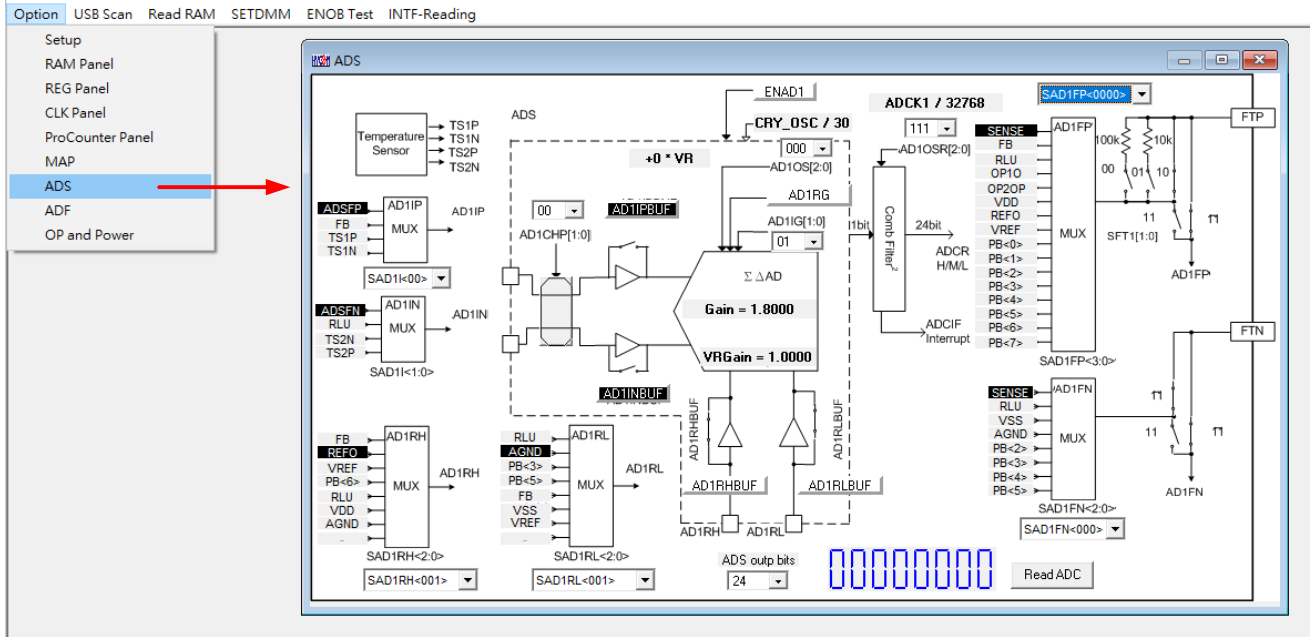 Option USB Scan Read RAM SETDMM ENOB Test INTF-Reading
Setup
RAM Panel
REG Panel
CLK Panel
ProCounter Panel
MAP
ADS
ADF
OP and Power
ADS
ADS
Temperature
Sensor
TS1P
TS1N
TS2P
TS2N
ADSFP
FB
TS1P
TS1N
AD1IP
MUX
AD1IP
SAD1I<00>
ADSFN
RLU
TS2N
TS2P
AD1IN
MUX
AD1IN
SAD1I<1:0>
FB
REFO
VREF
PB<6>
RLU
VDD
AGND
-
AD1RH
MUX
AD1RH
SAD1RH<2:0>
SAD1RH<001>
RLU
AGND
PB<3>
PB<5>
FB
VSS
VREF
-
AD1RL
MUX
AD1RL
SAD1RL<2:0>
SAD1RL<001>
ENAD1
CRY_OSC / 30
+0 * VR
000
AD1OS[2:0]
AD1RG
AD1IG[1:0]
01
00
AD1CHP[1:0]
AD1IPBUF
AD1INBUF
ΣΔAD
Gain = 1.8000
VRGain = 1.0000
AD1RHBUF
AD1RLBUF
AD1RHBUF
AD1RLBUF
AD1RH
AD1RL
ADCK1 / 32768
111
AD1OSR[2:0]
1bit
Comb Filter²
24bit
ADCR
H/M/L
ADCIF
Interrupt
SAD1FP<0000>
SENSE
FB
RLU
OP1O
OP2OP
VDD
REFO
VREF
PB<0>
PB<1>
PB<2>
PB<3>
PB<4>
PB<5>
PB<6>
PB<7>
AD1FP
MUX
SAD1FP<3:0>
100k
10k
00
01
10
11
11
SFT1[1:0]
AD1FP
FTP
FTN
SENSE
RLU
VSS
AGND
PB<2>
PB<3>
PB<4>
PB<5>
AD1FN
MUX
11
11
11
AD1FN
SAD1FN<2:0>
SAD1FN<000>
ADS outp bits
24
00000000
Read ADC